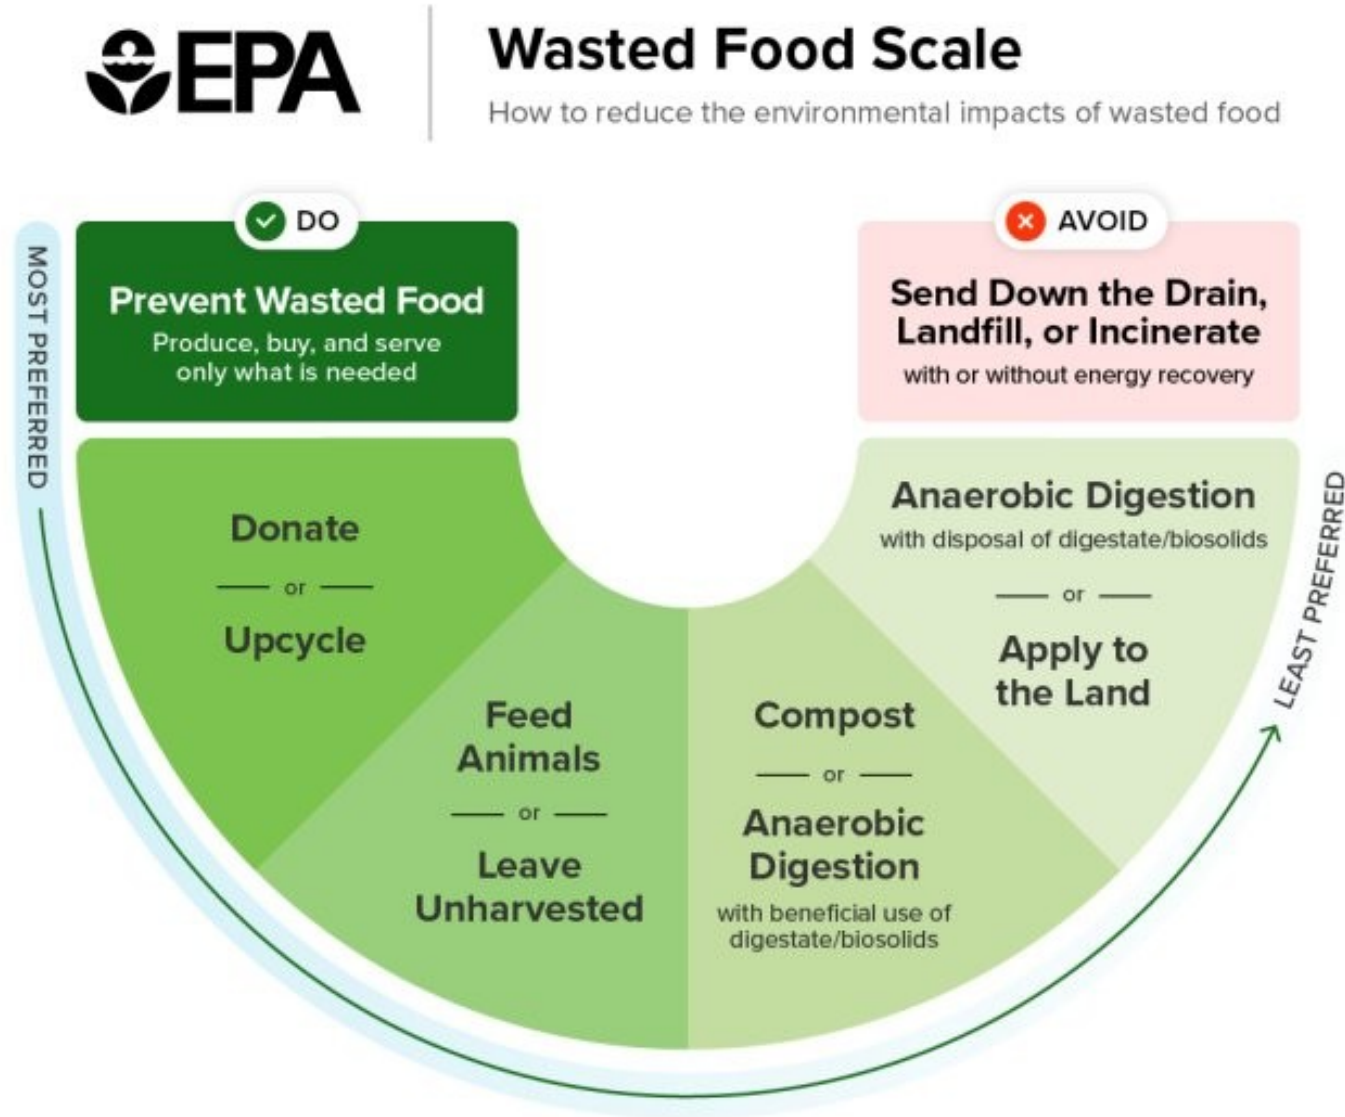 EPA
Wasted Food Scale
How to reduce the environmental impacts of wasted food
MOST PREFERRED
DO
Prevent Wasted Food
Produce, buy, and serve
only what is needed
Donate
or
Upcycle
Feed
Animals
or
Leave
Unharvested
Compost
or
Anaerobic
Digestion
with beneficial use of
digestate/biosolids
Anaerobic Digestion
with disposal of digestate/biosolids
or
Apply to
the Land
AVOID
Send Down the Drain,
Landfill, or Incinerate
with or without energy recovery
LEAST PREFERRED